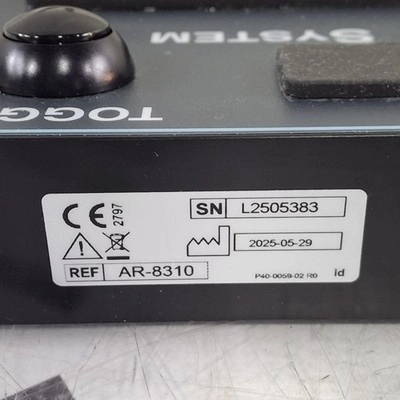 SYSTEM
TOGG
CE 2797
SN L2505383
2025-05-29
REF AR-8310
P40-0059-02 R0
id